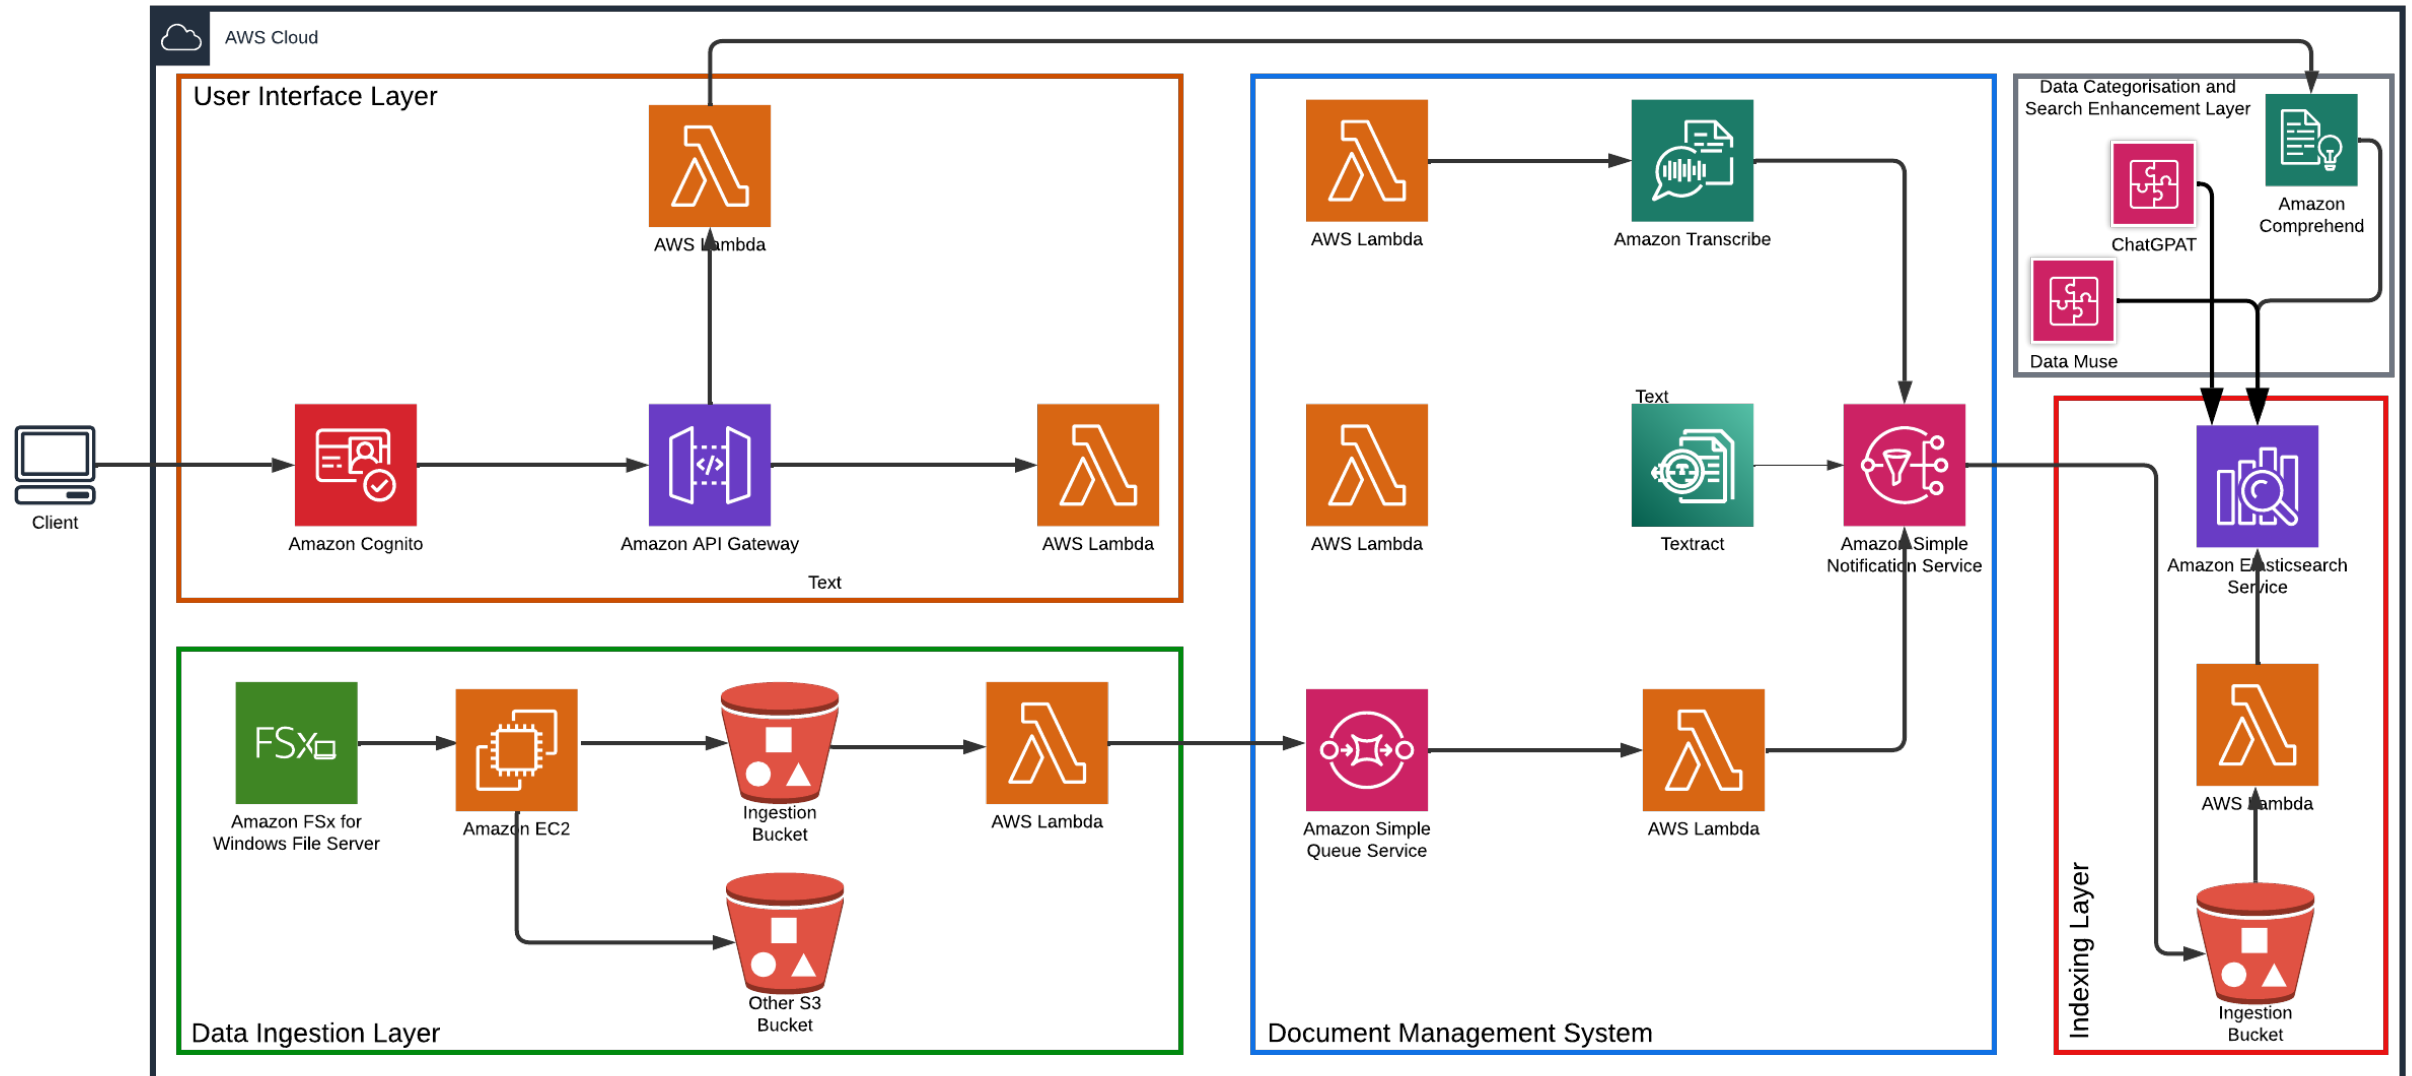 AWS Cloud
User Interface Layer
AWS Lambda
Client
Amazon Cognito
Amazon API Gateway
AWS Lambda
Text
FSx
Amazon FSx for
Windows File Server
Amazon EC2
Ingestion
Bucket
AWS Lambda
Other S3
Bucket
Data Ingestion Layer
AWS Lambda
Amazon Transcribe
AWS Lambda
Text
Textract
Amazon Simple
Notification Service
Amazon Simple
Queue Service
AWS Lambda
Document Management System
Data Categorisation and
Search Enhancement Layer
Amazon
Comprehend
ChatGPAT
Data Muse
Amazon Elasticsearch
Service
AWS Lambda
Ingestion
Bucket
Indexing Layer